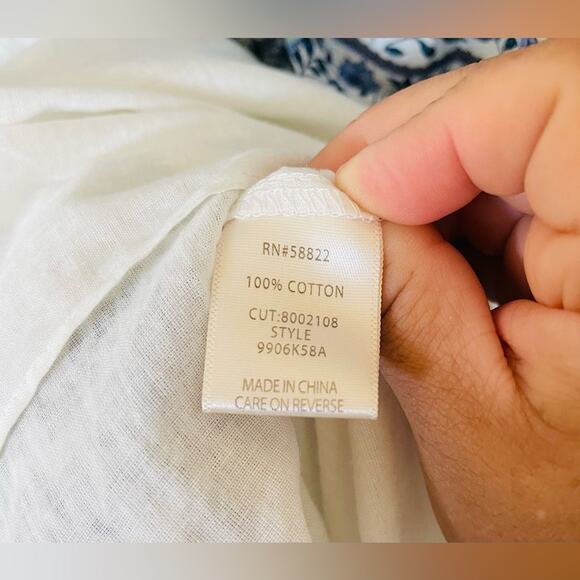 RN#58822
100% COTTON
CUT:8002108
STYLE
9906K58A
MADE IN CHINA
CARE ON REVERSE